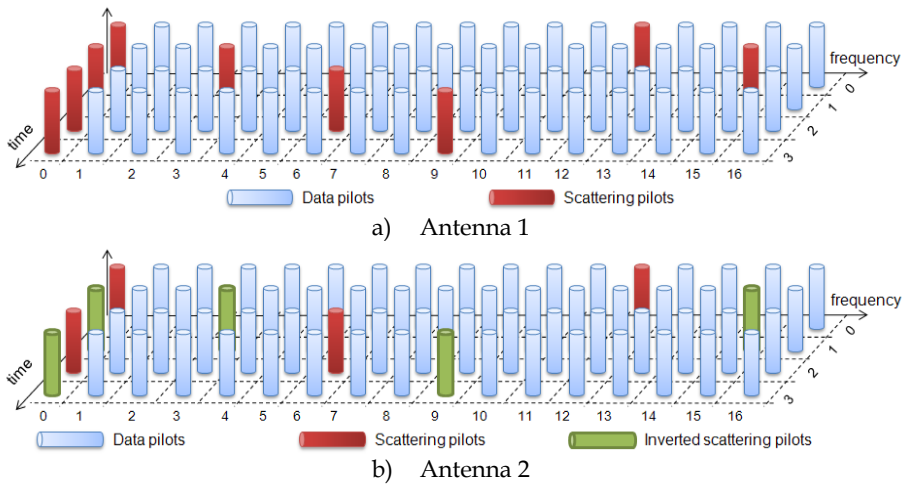 frequency
0
1
2
3
time
0 1 2 3 4 5 6 7 8 9 10 11 12 13 14 15 16
Data pilots Scattering pilots
a) Antenna 1
frequency
0
1
2
3
time
0 1 2 3 4 5 6 7 8 9 10 11 12 13 14 15 16
Data pilots Scattering pilots Inverted scattering pilots
b) Antenna 2